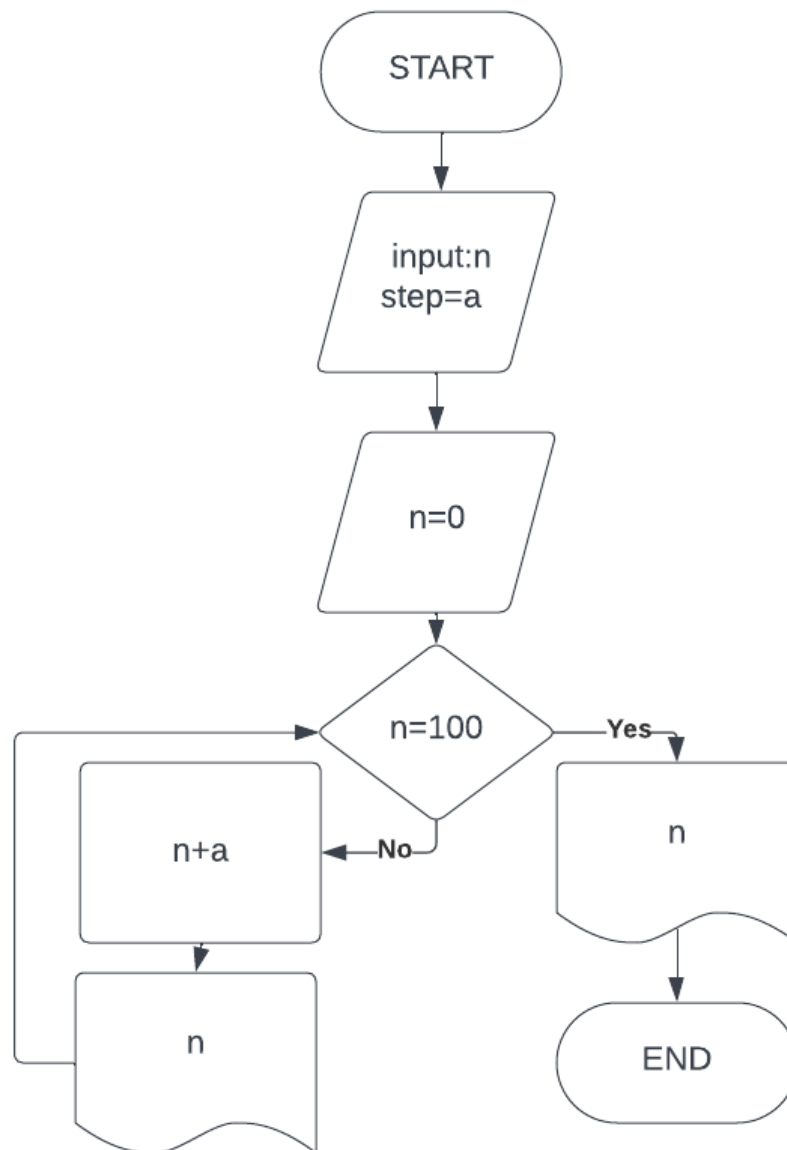 START
input:n
step=a
n=0
n=100
Yes
No
n+a
n
n
END